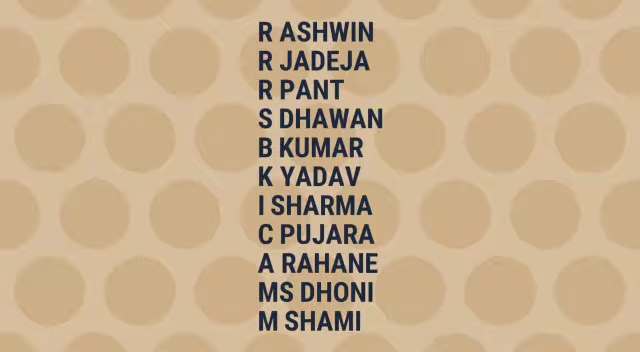 R ASHWIN
R JADEJA
R PANT
S DHAWAN
B KUMAR
K YADAV
I SHARMA
C PUJARA
A RAHANE
MS DHONI
M SHAMI